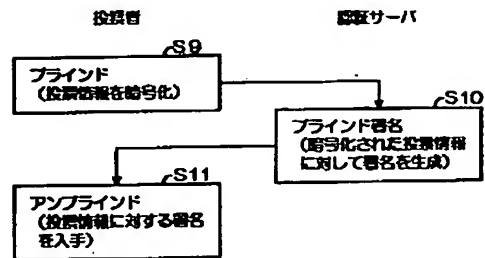 投票者
認証サーバ
S9
ブラインド
(投票情報を暗号化)
S10
ブラインド署名
(暗号化された投票情報
に対して署名を生成)
S11
アンブラインド
(投票情報に対する署名
を入手)